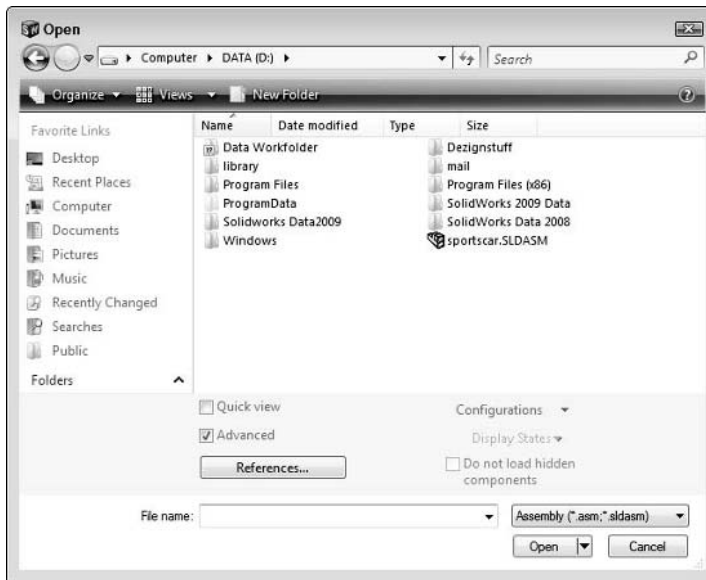 Open
Computer DATA (D:)
Search
Organize Views New Folder
Favorite Links
Desktop
Recent Places
Computer
Documents
Pictures
Music
Recently Changed
Searches
Public
Folders
Name Date modified Type Size
Data Workfolder Dezignstuff
library mail
Program Files Program Files (x86)
ProgramData SolidWorks 2009 Data
Solidworks Data2009 SolidWorks Data 2008
Windows sportscar.SLDASM
Quick view
Advanced
References...
Configurations
Display States
Do not load hidden
components
File name:
Assembly (*.asm;*.sldasm)
Open Cancel